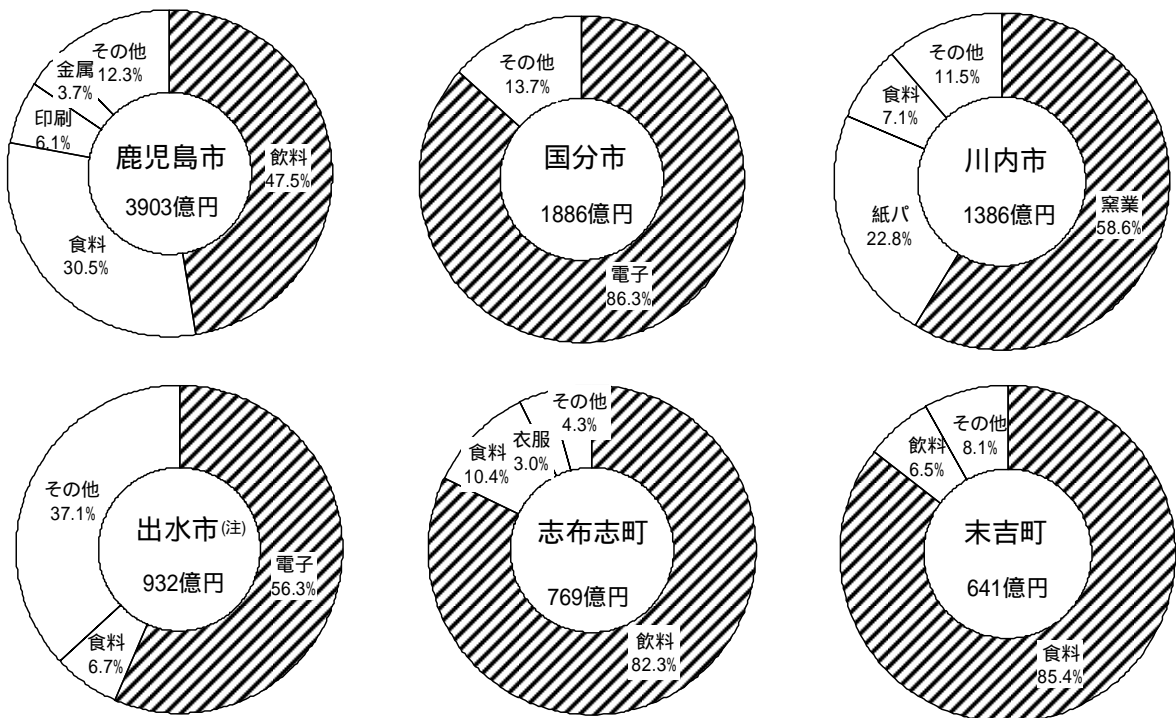 その他
12.3%
金属
3.7%
印刷
6.1%
食料
30.5%
飲料
47.5%
鹿児島市
3903億円
その他
13.7%
電子
86.3%
国分市
1886億円
その他
11.5%
食料
7.1%
紙パ
22.8%
窯業
58.6%
川内市
1386億円
その他
37.1%
食料
6.7%
電子
56.3%
出水市(注)
932億円
その他
4.3%
衣服
3.0%
食料
10.4%
飲料
82.3%
志布志町
769億円
その他
8.1%
飲料
6.5%
食料
85.4%
末吉町
641億円